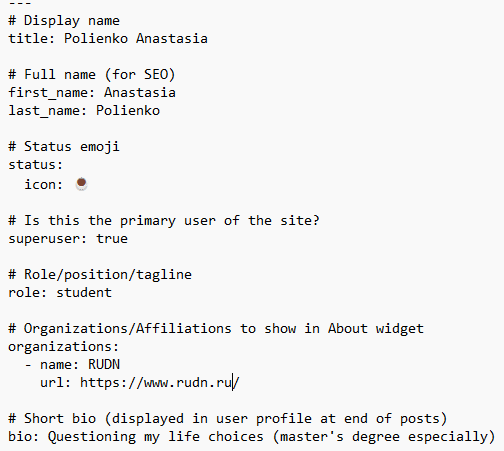 ---
# Display name
title: Polienko Anastasia
# Full name (for SEO)
first_name: Anastasia
last_name: Polienko
# Status emoji
status:
  icon: ☕
# Is this the primary user of the site?
superuser: true
# Role/position/tagline
role: student
# Organizations/Affiliations to show in About widget
organizations:
  - name: RUDN
    url: https://www.rudn.ru/
# Short bio (displayed in user profile at end of posts)
bio: Questioning my life choices (master's degree especially)